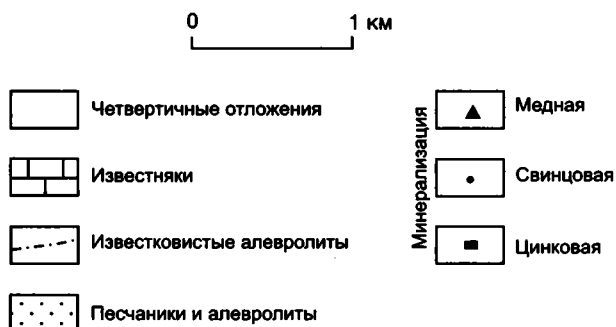 0 1 км
Четвертичные отложения
Известняки
Известковистые алевролиты
Песчаники и алевролиты
Минерализация
Медная
Свинцовая
Цинковая